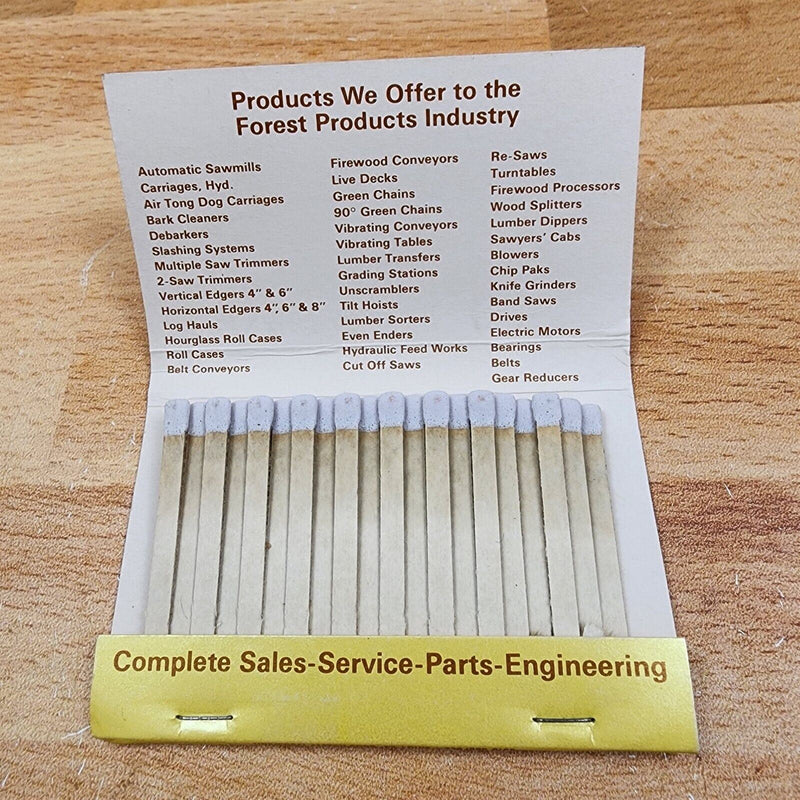 Products We Offer to the
Forest Products Industry
Automatic Sawmills
Carriages, Hyd.
Air Tong Dog Carriages
Bark Cleaners
Debarkers
Slashing Systems
Multiple Saw Trimmers
2-Saw Trimmers
Vertical Edgers 4" & 6"
Horizontal Edgers 4", 6" & 8"
Log Hauls
Hourglass Roll Cases
Roll Cases
Belt Conveyors
Firewood Conveyors
Live Decks
Green Chains
90° Green Chains
Vibrating Conveyors
Vibrating Tables
Lumber Transfers
Grading Stations
Unscramblers
Tilt Hoists
Lumber Sorters
Even Enders
Hydraulic Feed Works
Cut Off Saws
Re-Saws
Turntables
Firewood Processors
Wood Splitters
Lumber Dippers
Sawyers' Cabs
Blowers
Chip Paks
Knife Grinders
Band Saws
Drives
Electric Motors
Bearings
Belts
Gear Reducers
Complete Sales-Service-Parts-Engineering